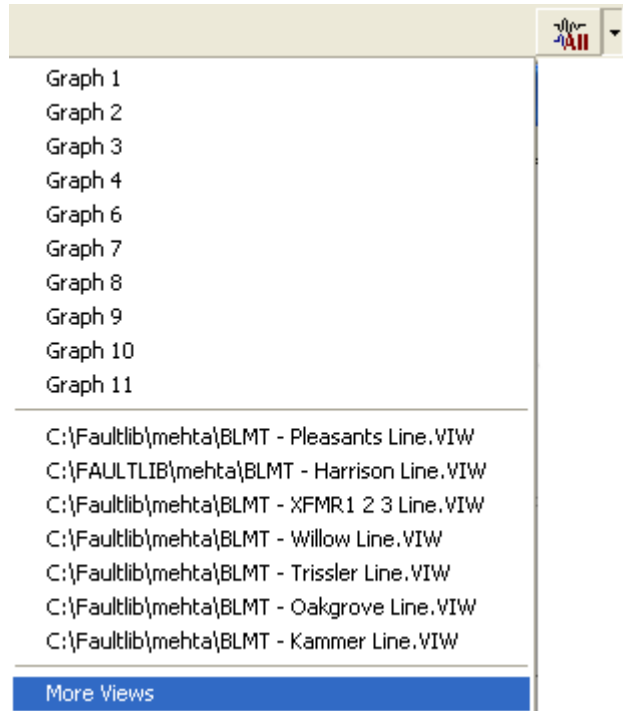 All
Graph 1
Graph 2
Graph 3
Graph 4
Graph 6
Graph 7
Graph 8
Graph 9
Graph 10
Graph 11
C:\Faultlib\mehta\BLMT - Pleasants Line.VIW
C:\FAULTLIB\mehta\BLMT - Harrison Line.VIW
C:\Faultlib\mehta\BLMT - XFMR1 2 3 Line.VIW
C:\Faultlib\mehta\BLMT - Willow Line.VIW
C:\Faultlib\mehta\BLMT - Trissler Line.VIW
C:\Faultlib\mehta\BLMT - Oakgrove Line.VIW
C:\Faultlib\mehta\BLMT - Kammer Line.VIW
More Views